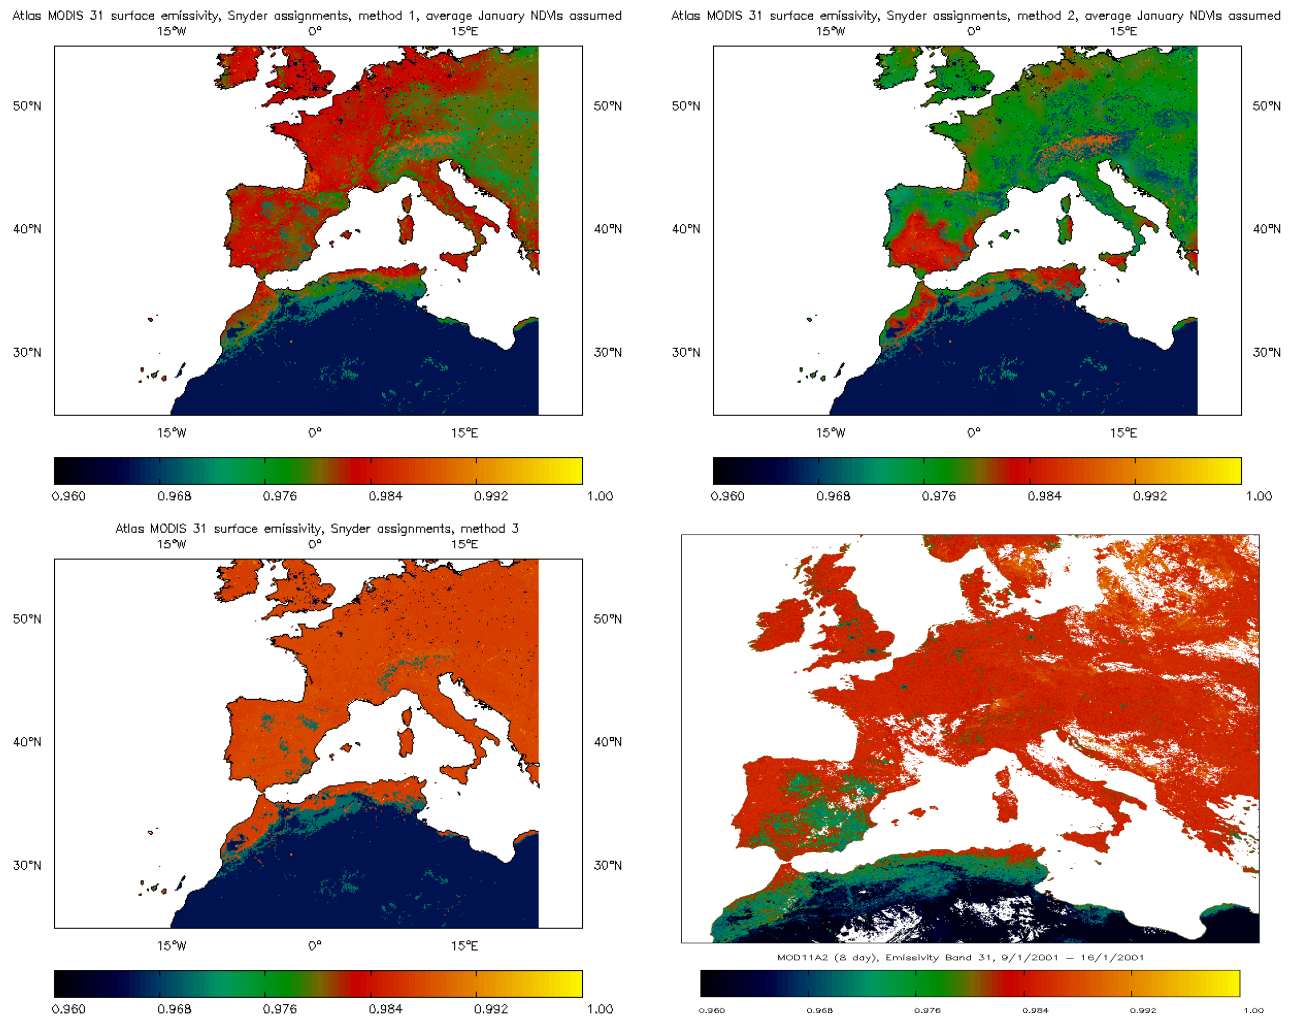 Atlas MODIS 31 surface emissivity, Snyder assignments, method 1, average January NDVIs assumed
15°W 0° 15°E
50°N 50°N
40°N 40°N
30°N 30°N
15°W 0° 15°E
0.960 0.968 0.976 0.984 0.992 1.00
Atlas MODIS 31 surface emissivity, Snyder assignments, method 2, average January NDVIs assumed
15°W 0° 15°E
50°N
40°N
30°N
15°W 0° 15°E
0.960 0.968 0.976 0.984 0.992 1.00
Atlas MODIS 31 surface emissivity, Snyder assignments, method 3
15°W 0° 15°E
50°N 50°N
40°N 40°N
30°N 30°N
15°W 0° 15°E
0.960 0.968 0.976 0.984 0.992 1.00
MOD11A2 (8 day), Emissivity Band 31, 9/1/2001 – 16/1/2001
0.960 0.968 0.976 0.984 0.992 1.00